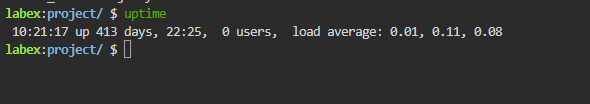 labex:project/ $ uptime
 10:21:17 up 413 days, 22:25,  0 users,  load average: 0.01, 0.11, 0.08
labex:project/ $